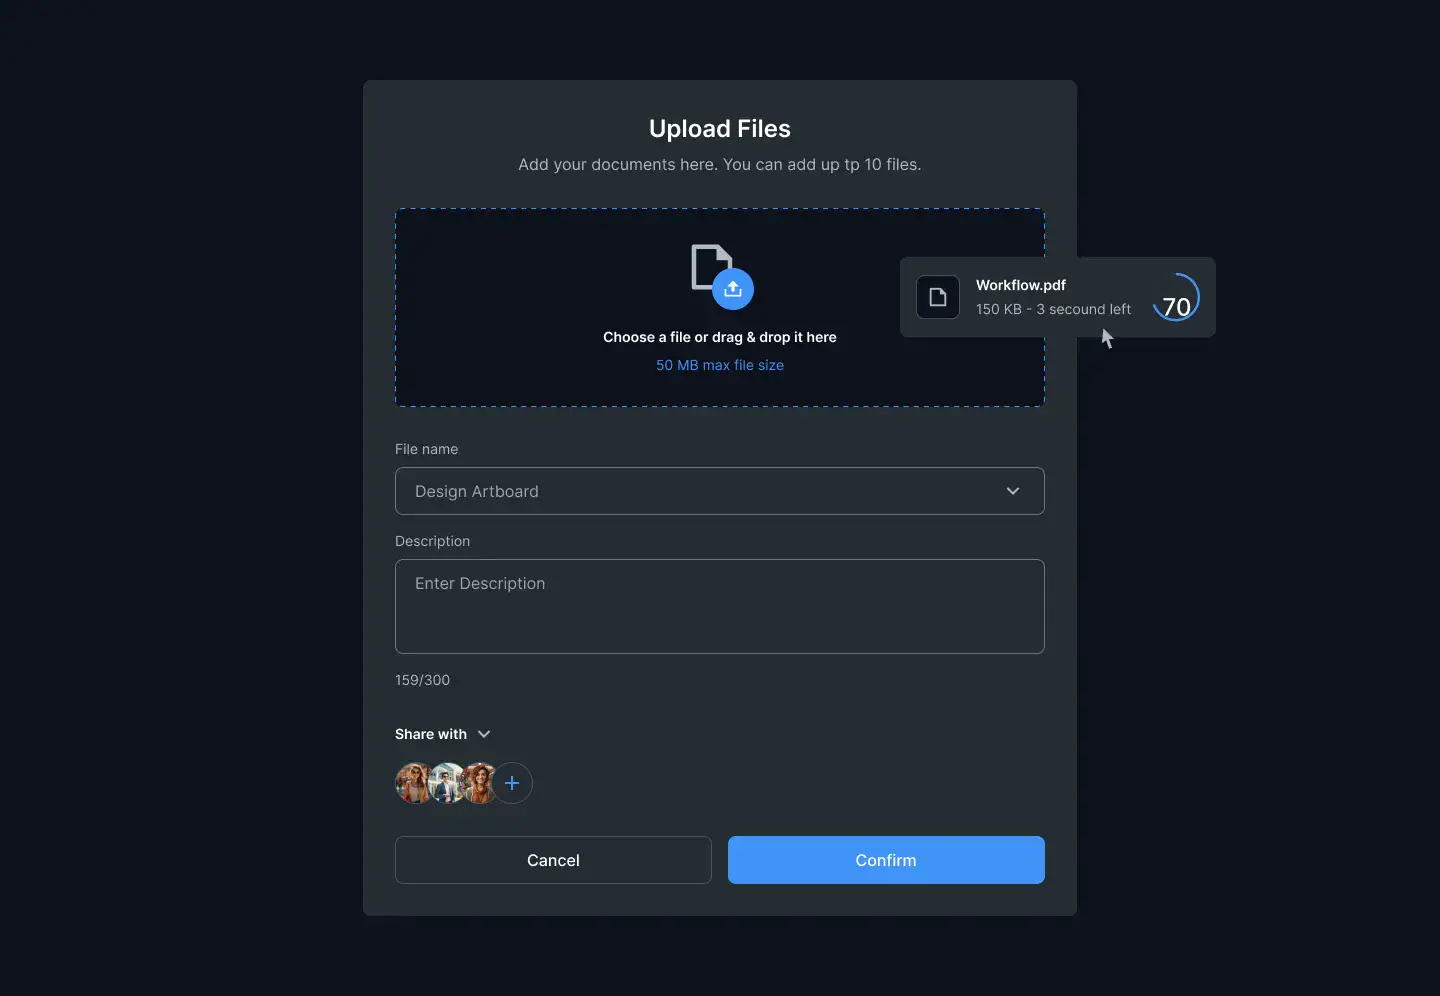 Upload Files
Add your documents here. You can add up tp 10 files.
Choose a file or drag & drop it here
50 MB max file size
Workflow.pdf
150 KB - 3 secound left
70
File name
Design Artboard
Description
Enter Description
159/300
Share with
Cancel
Confirm